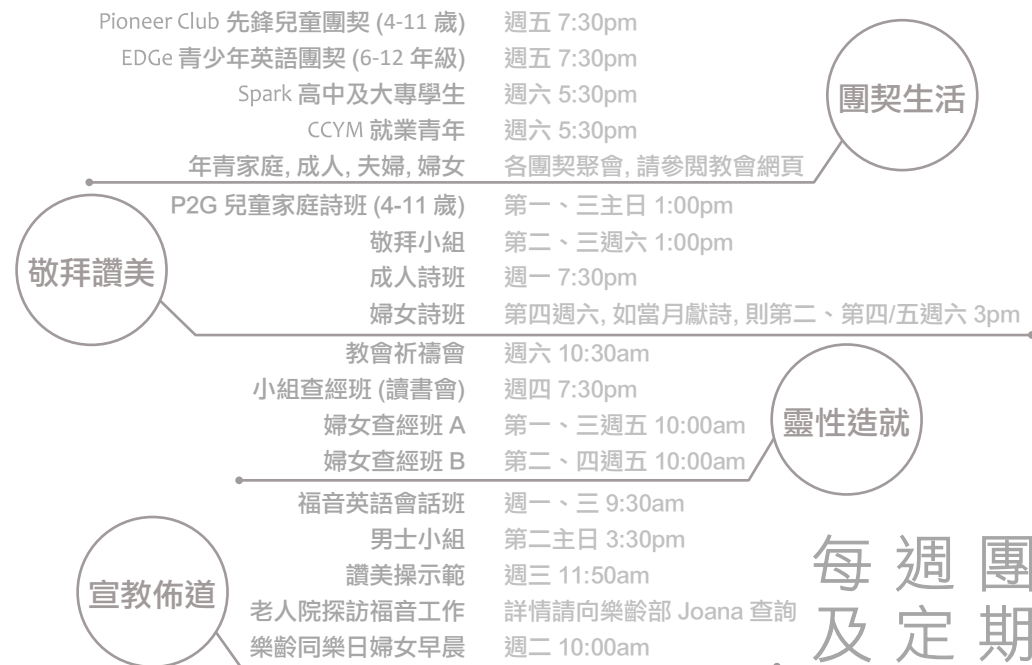 Pioneer Club 先鋒兒童團契 (4-11 歲) 週五 7:30pm
EDGe 青少年英語團契 (6-12 年級) 週五 7:30pm
Spark 高中及大專學生 週六 5:30pm
CCYM 就業青年 週六 5:30pm
年青家庭, 成人, 夫婦, 婦女 各團契聚會, 請參閱教會網頁
團契生活
P2G 兒童家庭詩班 (4-11 歲) 第一、三主日 1:00pm
敬拜小組 第二、三週六 1:00pm
成人詩班 週一 7:30pm
婦女詩班 第四週六, 如當月獻詩, 則第二、第四/五週六 3pm
敬拜讚美
教會祈禱會 週六 10:30am
小組查經班 (讀書會) 週四 7:30pm
婦女查經班 A 第一、三週五 10:00am
婦女查經班 B 第二、四週五 10:00am
靈性造就
福音英語會話班 週一、三 9:30am
男士小組 第二主日 3:30pm
讚美操示範 週三 11:50am
老人院探訪福音工作 詳情請向樂齡部 Joana 查詢
樂齡同樂日婦女早晨 週二 10:00am
宣教佈道
每週團
及定期